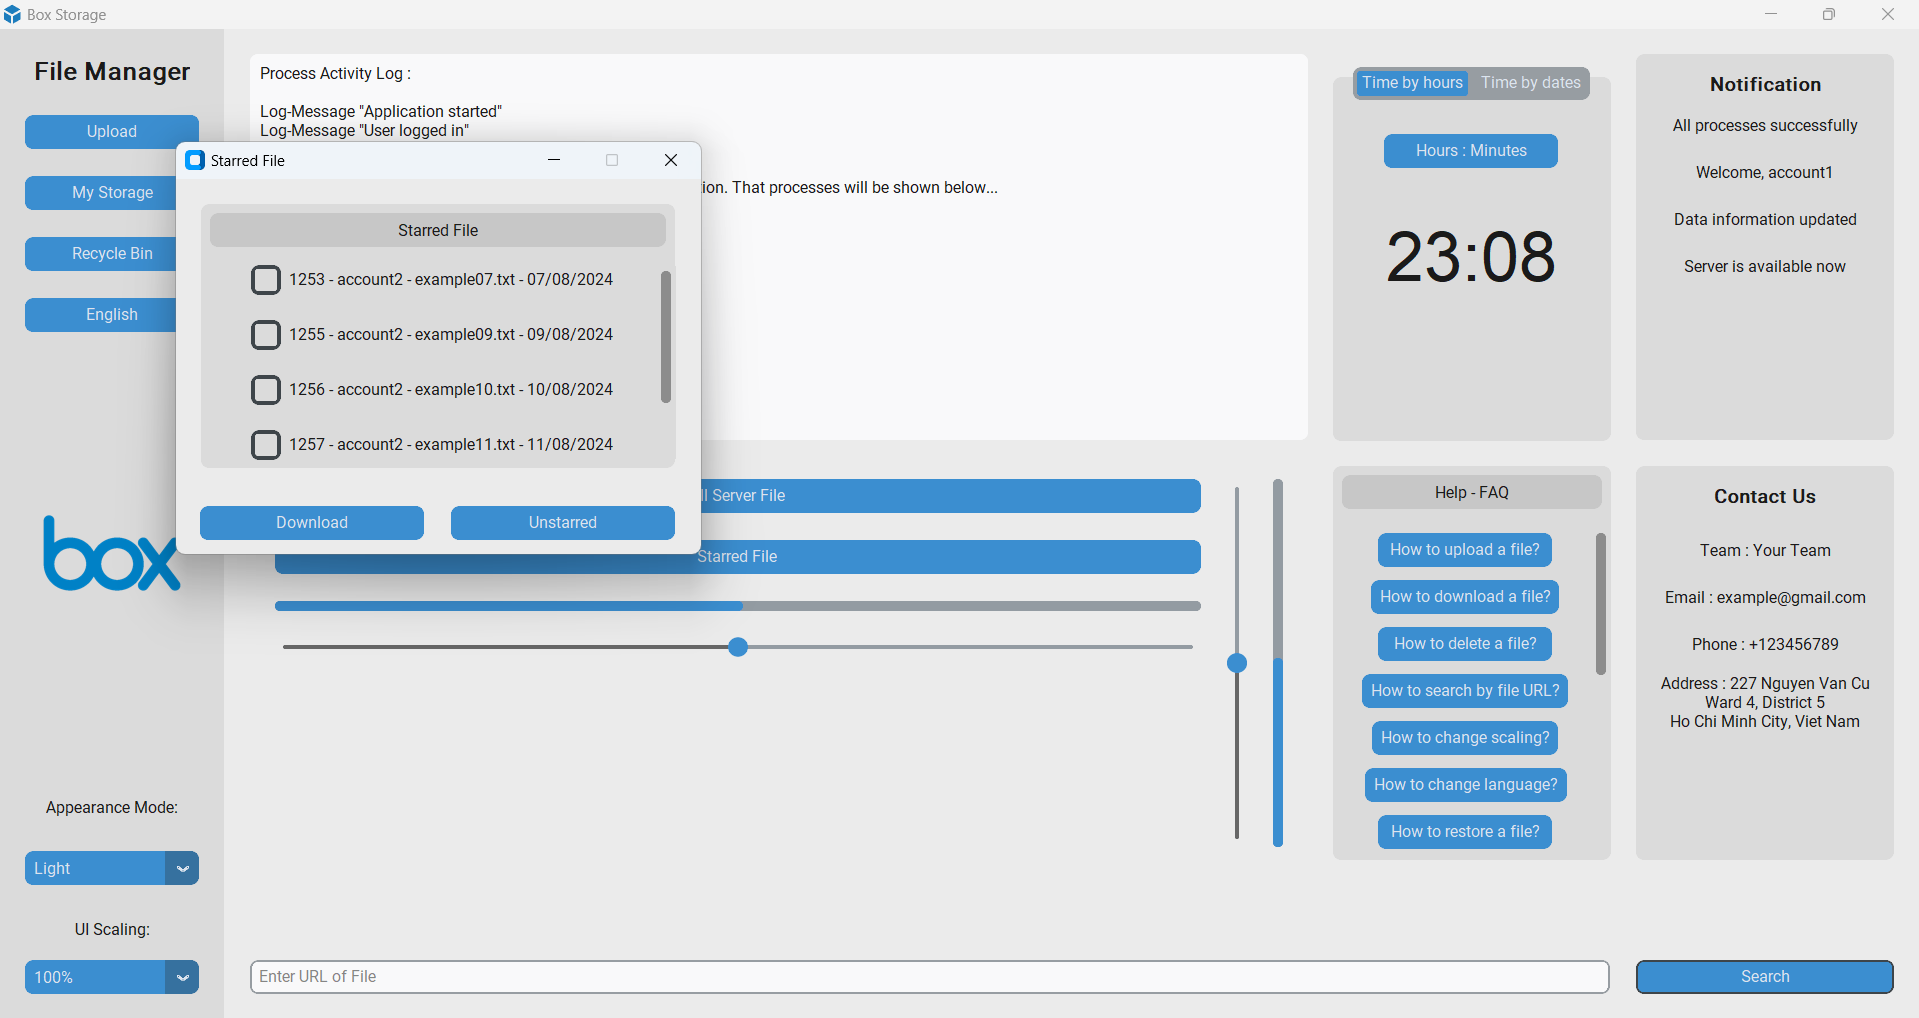 Box Storage
File Manager
Upload
My Storage
Recycle Bin
English
box
Appearance Mode:
Light
UI Scaling:
100%
Process Activity Log :
Log-Message "Application started"
Log-Message "User logged in"
That processes will be shown below...
Starred File
Starred File
1253 - account2 - example07.txt - 07/08/2024
1255 - account2 - example09.txt - 09/08/2024
1256 - account2 - example10.txt - 10/08/2024
1257 - account2 - example11.txt - 11/08/2024
Download
Unstarred
Server File
Starred File
Enter URL of File
Time by hours
Time by dates
Hours : Minutes
23:08
Help - FAQ
How to upload a file?
How to download a file?
How to delete a file?
How to search by file URL?
How to change scaling?
How to change language?
How to restore a file?
Notification
All processes successfully
Welcome, account1
Data information updated
Server is available now
Contact Us
Team : Your Team
Email : example@gmail.com
Phone : +123456789
Address : 227 Nguyen Van Cu
Ward 4, District 5
Ho Chi Minh City, Viet Nam
Search